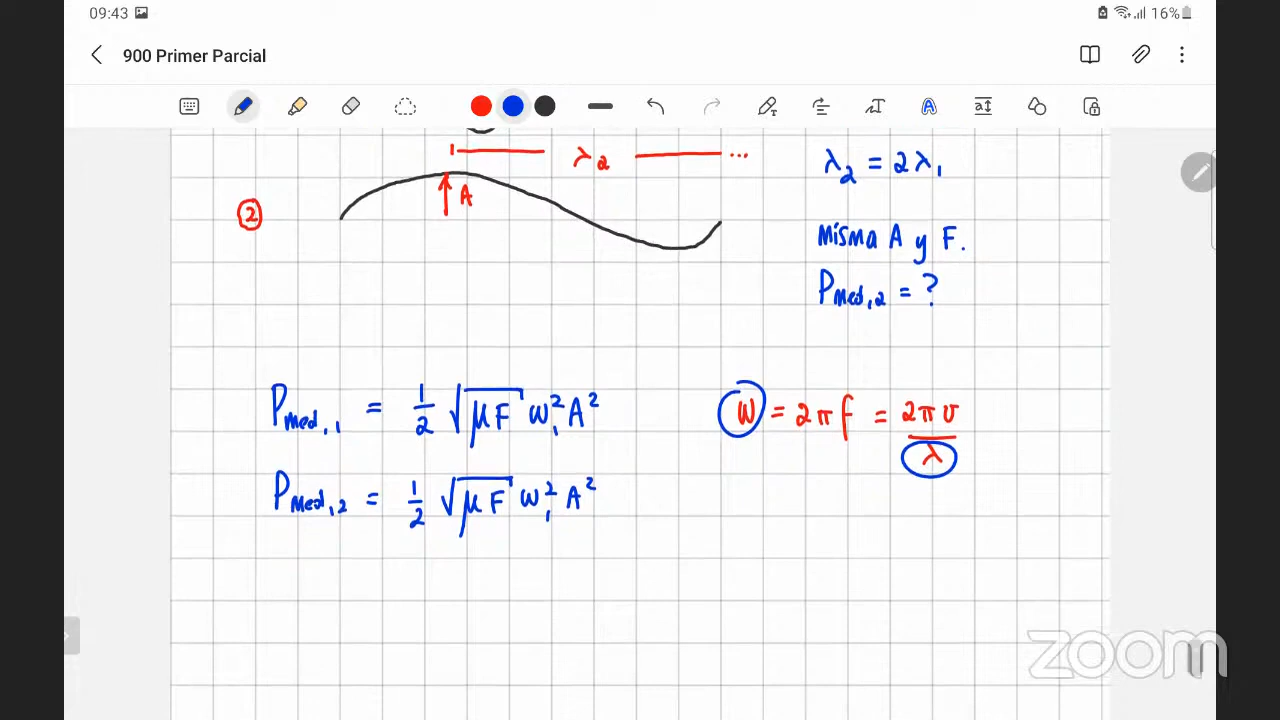 09:43
16%
900 Primer Parcial
λ₂
λ₂ = 2λ₁
A
2
Misma A y F.
P_Med,2 = ?
P_Med,1 = 1/2 √(μF) ω₁² A²
ω = 2πf = 2πv/λ
P_Med,2 = 1/2 √(μF) ω₁² A²
zoom